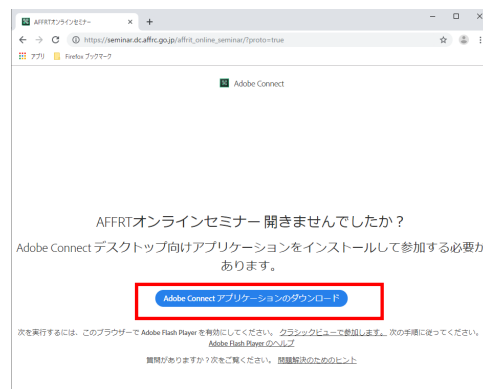 AFFRITオンラインセミナー
https://seminar.dc.affrc.go.jp/affrit_online_seminar/?proto=true
アプリ Firefox ブックマーク
Adobe Connect
AFFRTオンラインセミナー 開きませんでしたか？
Adobe Connect デスクトップ向けアプリケーションをインストールして参加する必要が
あります。
Adobe Connect アプリケーションのダウンロード
次を実行するには、このブラウザーで Adobe Flash Player を有効にしてください。 クラシックビューで参加します。 次の手順に従ってください。
Adobe Flash Player のヘルプ
質問がありますか？次をご覧ください。 問題解決のためのヒント